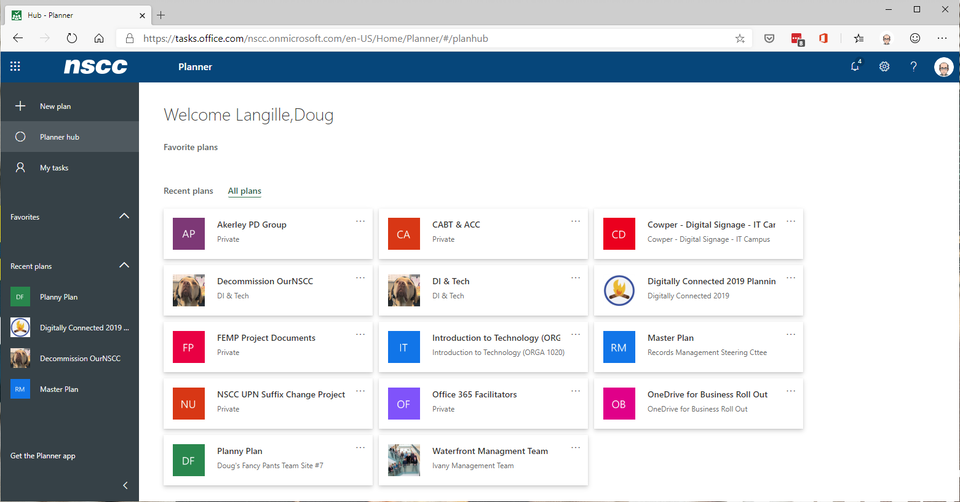 Hub - Planner
https://tasks.office.com/nscc.onmicrosoft.com/en-US/Home/Planner/#/planhub
nscc
Planner
4
New plan
Planner hub
My tasks
Favorites
Recent plans
DF
Planny Plan
Digitally Connected 2019 ...
Decommission OurNSCC
RM
Master Plan
Get the Planner app
Welcome Langille,Doug
Favorite plans
Recent plans
All plans
AP
Akerley PD Group
Private
CA
CABT & ACC
Private
CD
Cowper - Digital Signage - IT Can
Cowper - Digital Signage - IT Campus
Decommission OurNSCC
DI & Tech
DI & Tech
DI & Tech
Digitally Connected 2019 Plannin
Digitally Connected 2019
FP
FEMP Project Documents
Private
IT
Introduction to Technology (ORG
Introduction to Technology (ORGA 1020)
RM
Master Plan
Records Management Steering Cttee
NU
NSCC UPN Suffix Change Project
Private
OF
Office 365 Facilitators
Private
OB
OneDrive for Business Roll Out
OneDrive for Business Roll Out
DF
Planny Plan
Doug's Fancy Pants Team Site #7
Waterfront Managment Team
Ivany Management Team